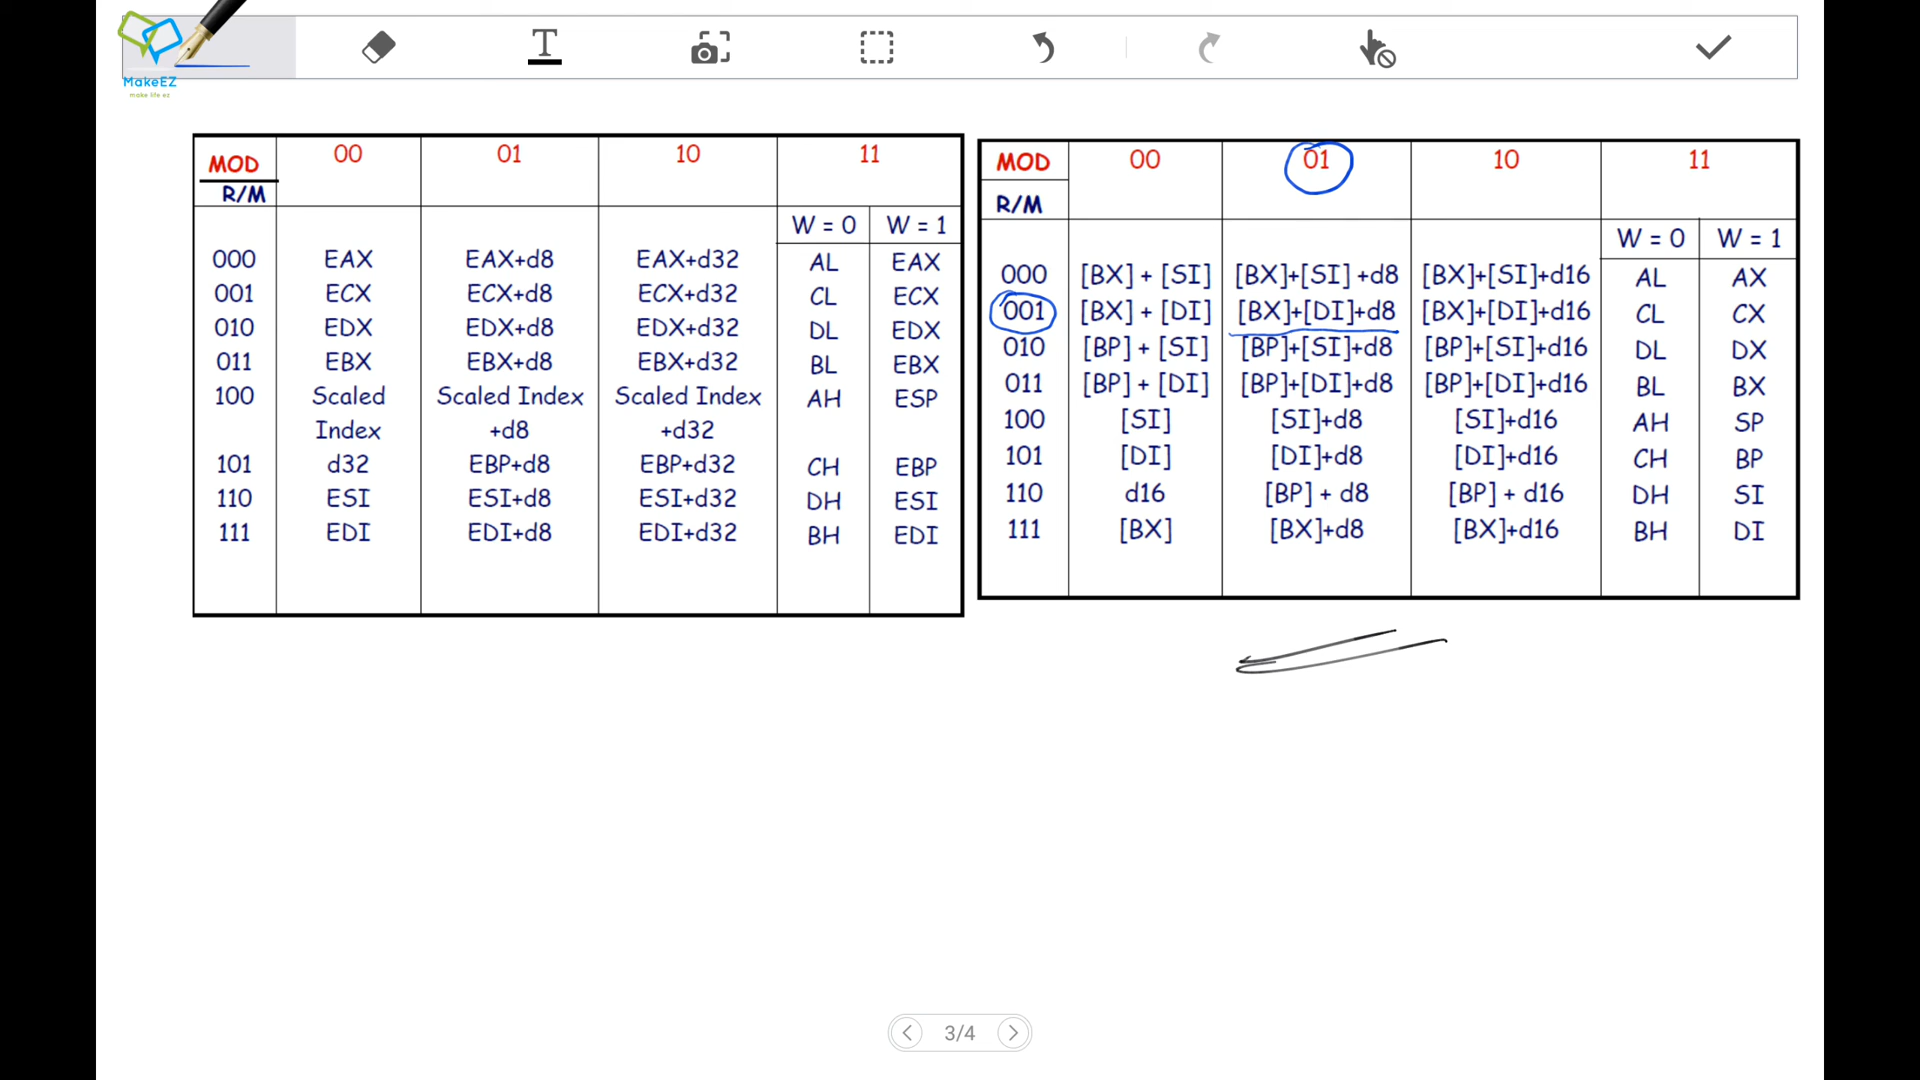 T
MakeEZ
make life ez
MOD 00 01 10 11
R/M
W = 0 W = 1
000 EAX EAX+d8 EAX+d32 AL EAX
001 ECX ECX+d8 ECX+d32 CL ECX
010 EDX EDX+d8 EDX+d32 DL EDX
011 EBX EBX+d8 EBX+d32 BL EBX
100 Scaled Scaled Index Scaled Index AH ESP
Index +d8 +d32
101 d32 EBP+d8 EBP+d32 CH EBP
110 ESI ESI+d8 ESI+d32 DH ESI
111 EDI EDI+d8 EDI+d32 BH EDI
MOD 00 01 10 11
R/M
W = 0 W = 1
000 [BX] + [SI] [BX]+[SI] +d8 [BX]+[SI]+d16 AL AX
001 [BX] + [DI] [BX]+[DI]+d8 [BX]+[DI]+d16 CL CX
010 [BP] + [SI] [BP]+[SI]+d8 [BP]+[SI]+d16 DL DX
011 [BP] + [DI] [BP]+[DI]+d8 [BP]+[DI]+d16 BL BX
100 [SI] [SI]+d8 [SI]+d16 AH SP
101 [DI] [DI]+d8 [DI]+d16 CH BP
110 d16 [BP] + d8 [BP] + d16 DH SI
111 [BX] [BX]+d8 [BX]+d16 BH DI
3/4